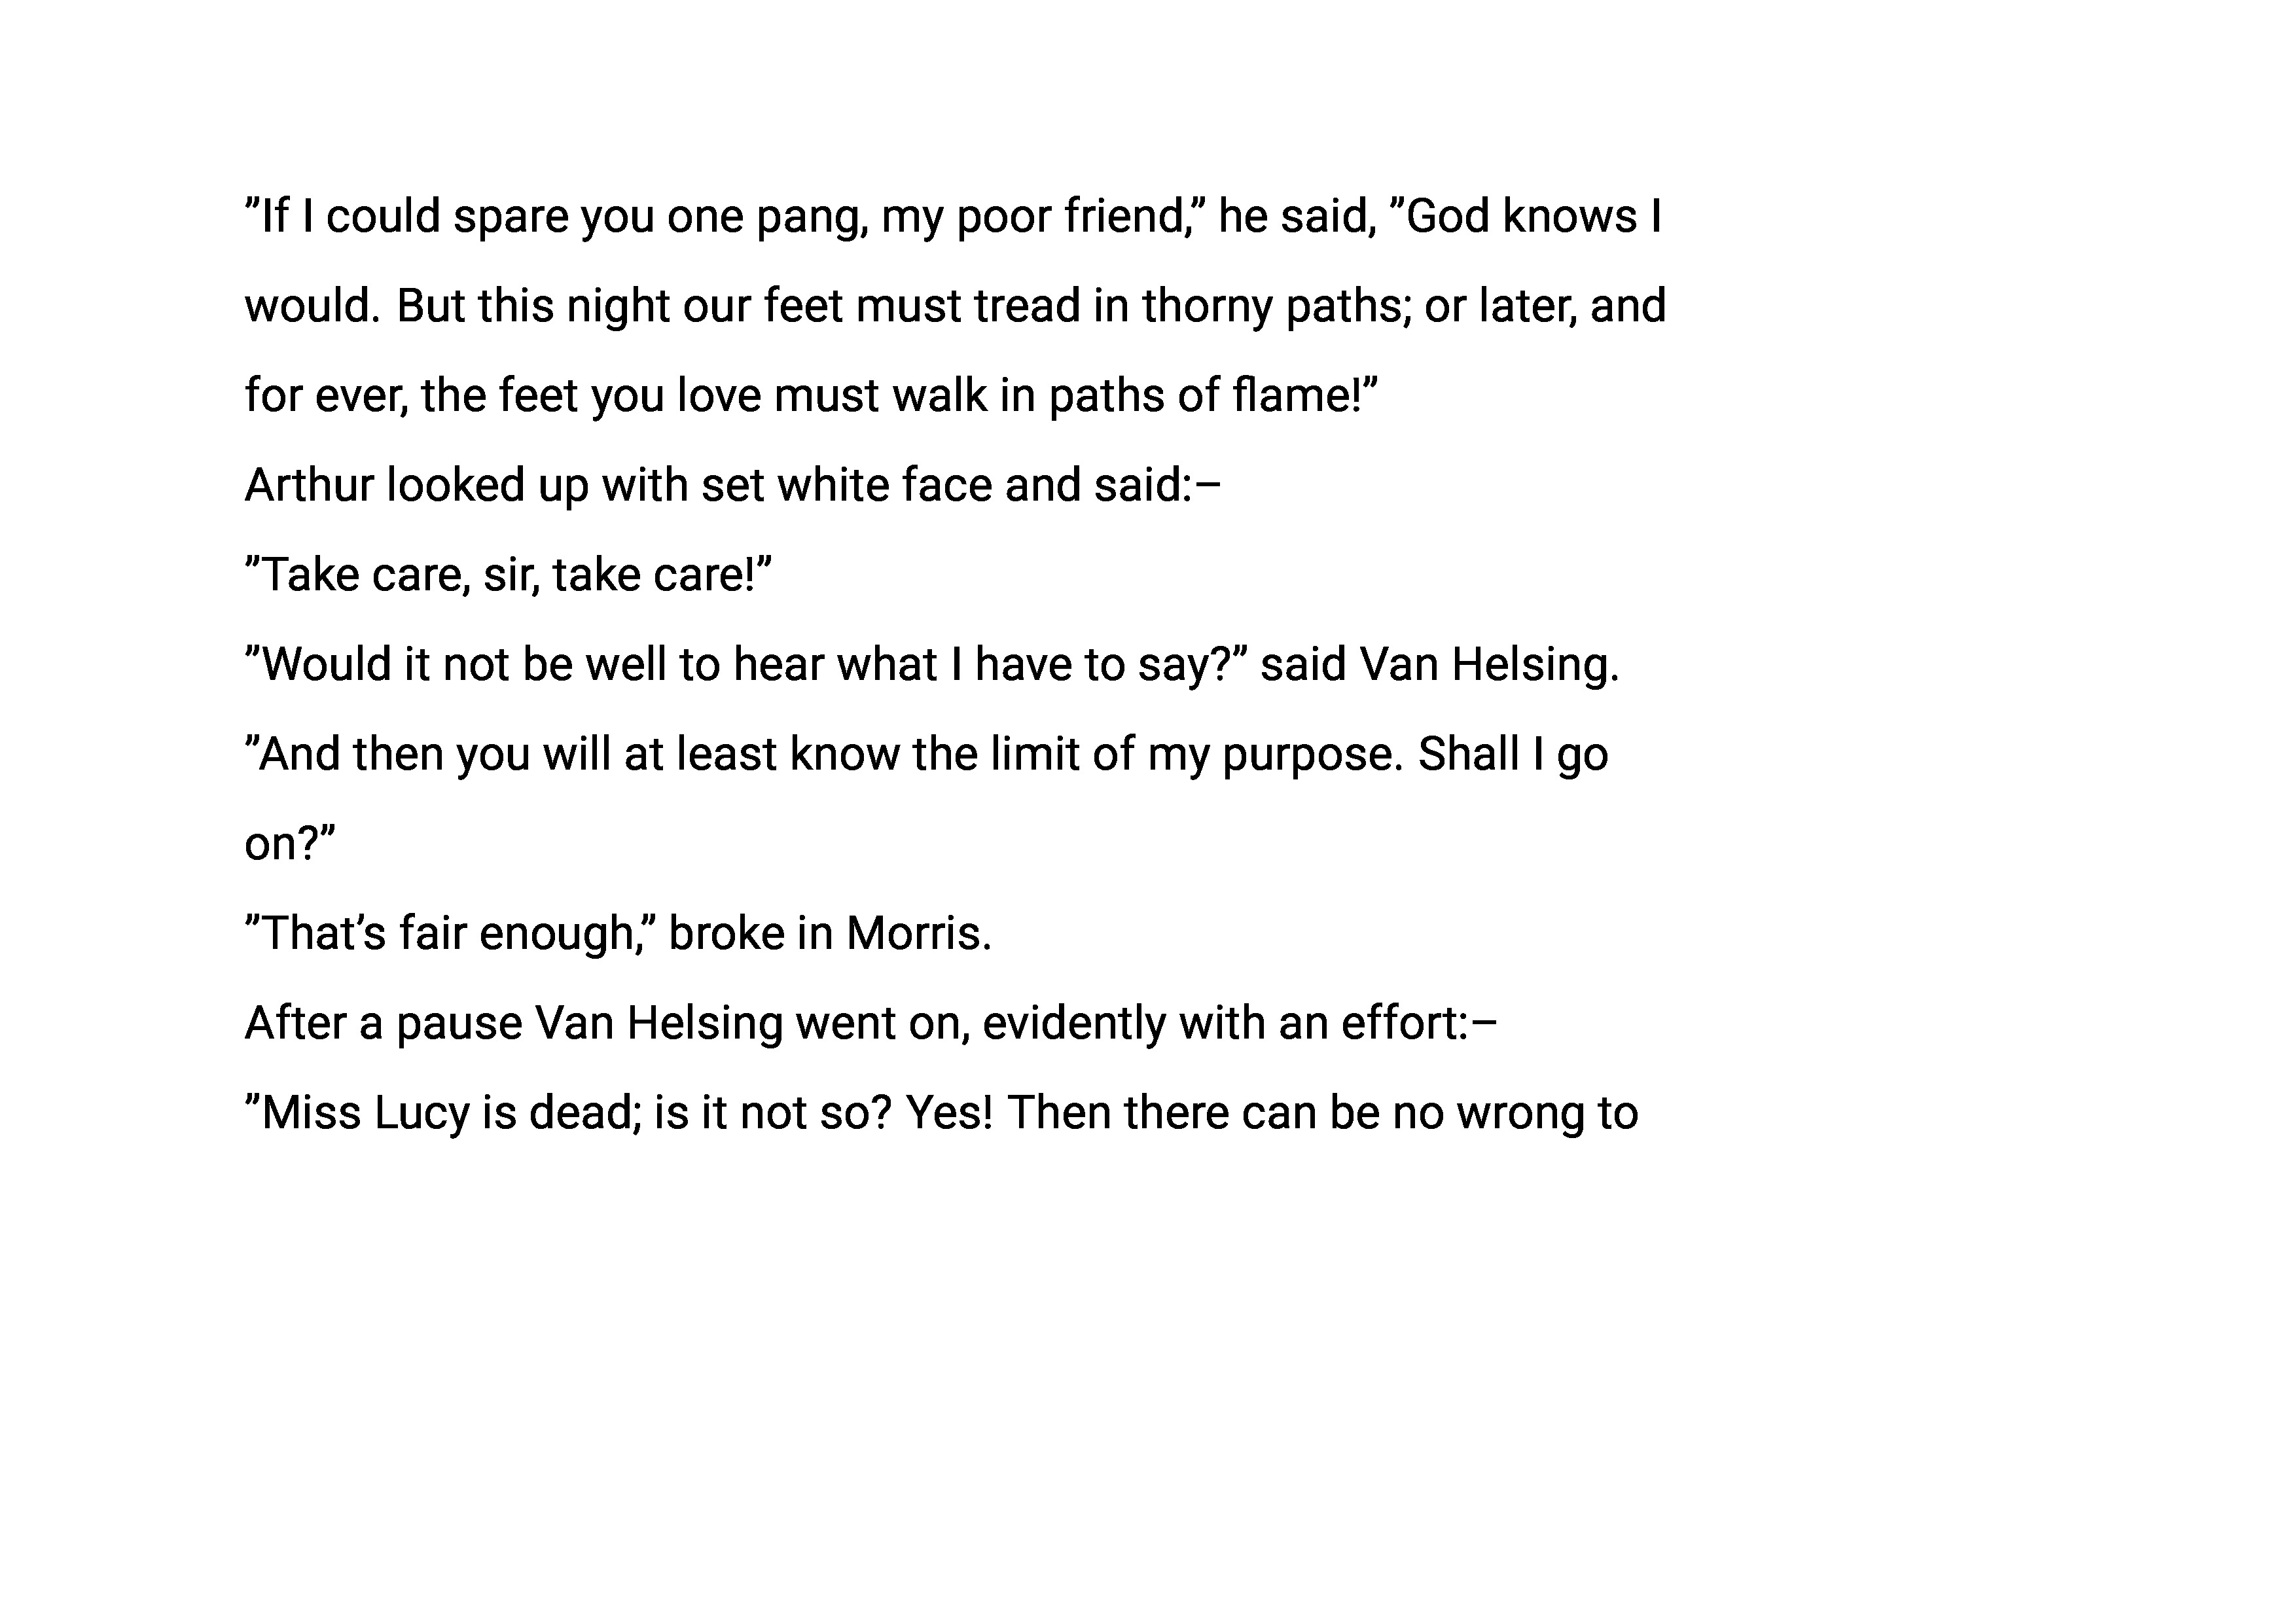 ”If I could spare you one pang, my poor friend,” he said, ”God knows I
would. But this night our feet must tread in thorny paths; or later, and
for ever, the feet you love must walk in paths of flame!”
Arthur looked up with set white face and said:–
”Take care, sir, take care!”
”Would it not be well to hear what I have to say?” said Van Helsing.
”And then you will at least know the limit of my purpose. Shall I go
on?”
”That’s fair enough,” broke in Morris.
After a pause Van Helsing went on, evidently with an effort:–
”Miss Lucy is dead; is it not so? Yes! Then there can be no wrong to